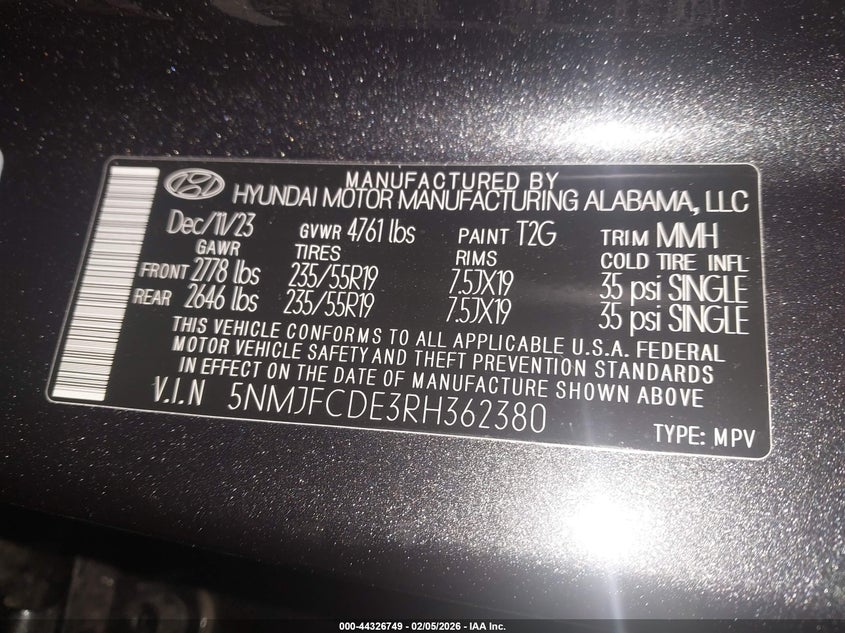 MANUFACTURED BY
HYUNDAI MOTOR MANUFACTURING ALABAMA, LLC
Dec/11/23 GVWR 4761 lbs PAINT T2G TRIM MMH
GAWR TIRES RIMS COLD TIRE INFL
FRONT 2778 lbs 235/55R19 7.5JX19 35 psi SINGLE
REAR 2646 lbs 235/55R19 7.5JX19 35 psi SINGLE
THIS VEHICLE CONFORMS TO ALL APPLICABLE U.S.A. FEDERAL
MOTOR VEHICLE SAFETY AND THEFT PREVENTION STANDARDS
IN EFFECT ON THE DATE OF MANUFACTURE SHOWN ABOVE
V.I.N 5NMJFCDE3RH362380
TYPE: MPV
000-44326749 - 02/05/2026 - IAA Inc.